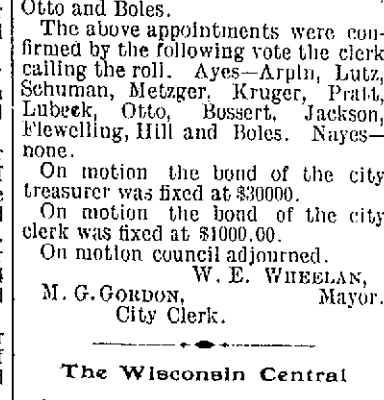 Otto and Boles.
The above appointments were con-
firmed by the following vote the clerk
calling the roll. Ayes—Arpin, Lutz,
Schuman, Metzger, Kruger, Pratt,
Lubeck, Otto, Bossert, Jackson,
Flewelling, Hill and Boles. Nayes—
none.
On motion the bond of the city
treasurer was fixed at $30000.
On motion the bond of the city
clerk was fixed at $1000.00.
On motion council adjourned.
W. E. WHEELAN,
M. G. GORDON, Mayor.
City Clerk.
The Wisconsin Central